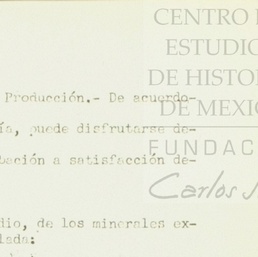 CENTRO
ESTUDIO
DE HISTOR
DE MEXIC
FUNDAC
Carlos
Producción.- De acuerdo-
ía, puede disfrutarse de-
bación a satisfacción de-
dio, de los minerales ex-
lada: